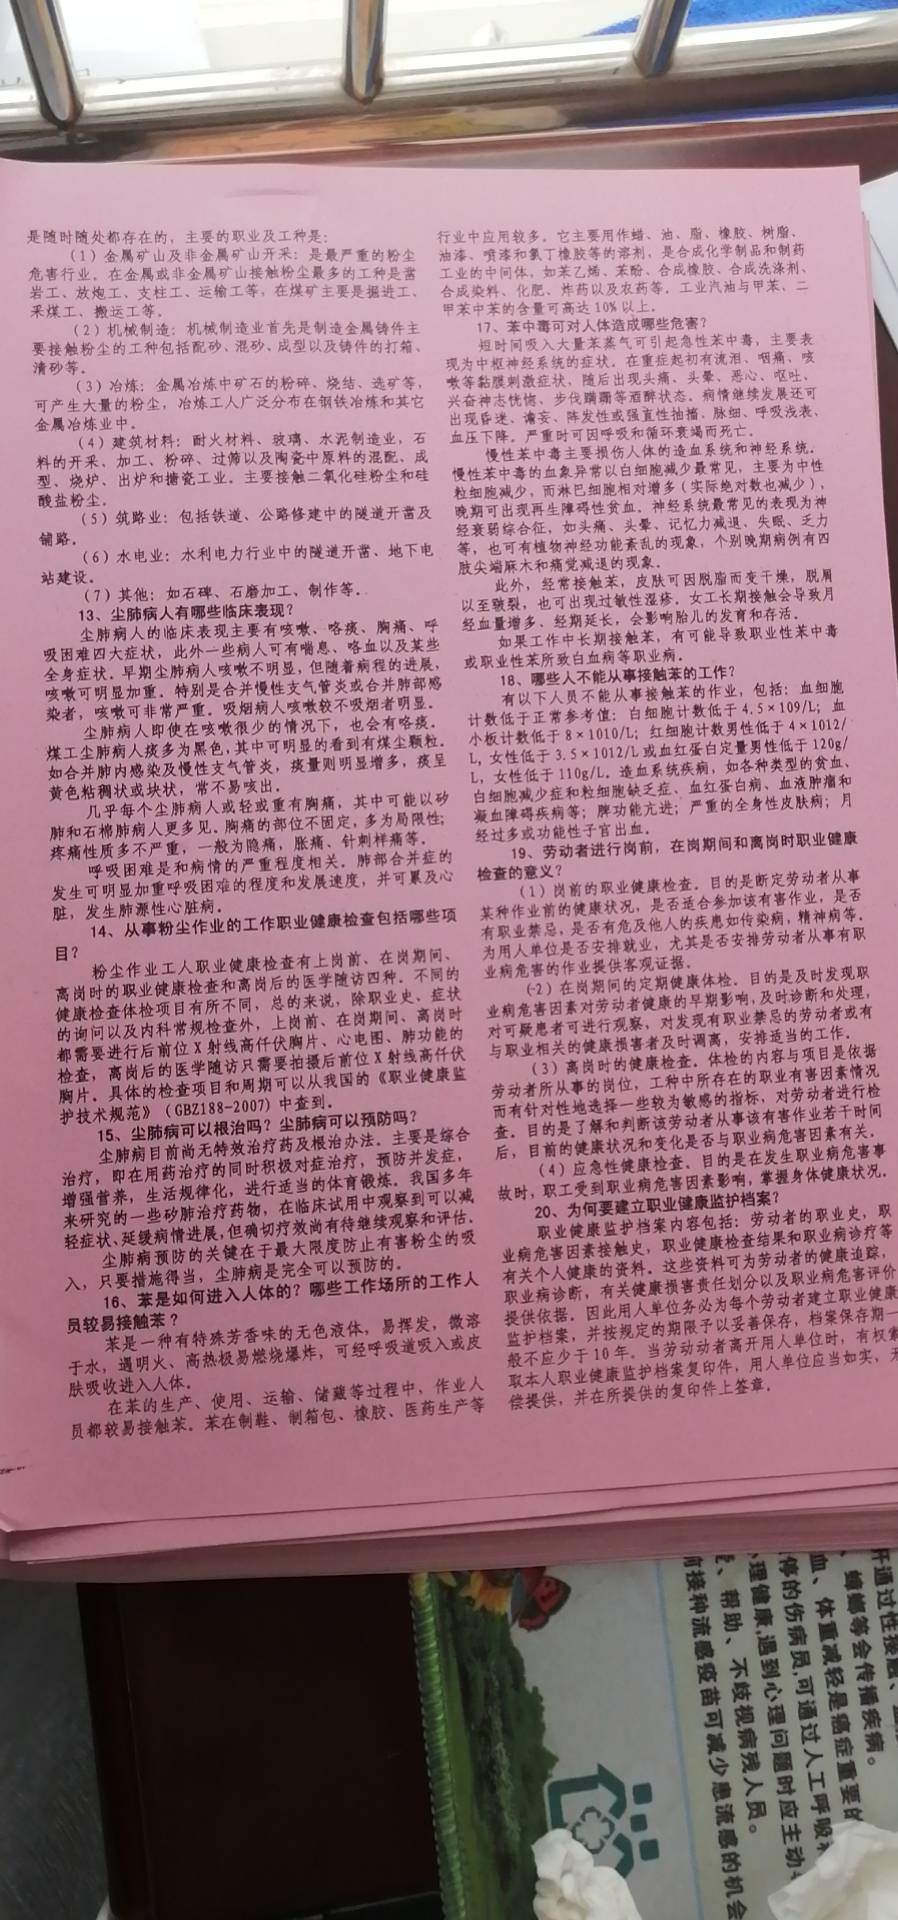 是随时随处都存在的，主要的职业及工种是：
（1）金属矿山及非金属矿山开采：是最严重的粉尘
危害行业。在金属或非金属矿山接触粉尘最多的工种是凿
岩工、放炮工、支柱工、运输工等，在煤矿主要是掘进工、
采煤工、搬运工等。
（2）机械制造：机械制造业首先是制造金属铸件主
要接触粉尘的工种包括配砂、混砂、成型以及铸件的打箱、
清砂等。
（3）冶炼：金属冶炼中矿石的粉碎、烧结、选矿等，
可产生大量的粉尘，冶炼工人广泛分布在钢铁冶炼和其它
金属冶炼业中。
（4）建筑材料：耐火材料、玻璃、水泥制造业，石
料的开采、加工、粉碎、过筛以及陶瓷中原料的混配、成
型、烧炉、出炉和搪瓷工业。主要接触二氧化硅粉尘和硅
酸盐粉尘。
（5）筑路业：包括铁道、公路修建中的隧道开凿及
铺路。
（6）水电业：水利电力行业中的隧道开凿、地下电
站建设。
（7）其他：如石碑、石磨加工、制作等。
13、尘肺病人有哪些临床表现？
尘肺病人的临床表现主要有咳嗽、咯痰、胸痛、呼
吸困难四大症状，此外一些病人可有喘息、咯血以及某些
全身症状。早期尘肺病人咳嗽不明显，但随着病程的进展，
咳嗽可明显加重。特别是合并慢性支气管炎或合并肺部感
染者，咳嗽可非常严重。吸烟病人咳嗽较不吸烟者明显。
尘肺病人即使在咳嗽很少的情况下，也会有咯痰。
煤工尘肺病人痰多为黑色，其中可明显的看到有煤尘颗粒。
如合并肺内感染及慢性支气管炎，痰量则明显增多，痰呈
黄色粘稠状或块状，常不易咳出。
几乎每个尘肺病人或轻或重有胸痛，其中可能以矽
肺和石棉肺病人更多见。胸痛的部位不固定，多为局限性；
疼痛性质多不严重，一般为隐痛，胀痛、针刺样痛等。
呼吸困难是和病情的严重程度相关。肺部合并症的
发生可明显加重呼吸困难的程度和发展速度，并可累及心
脏，发生肺源性心脏病。
14、从事粉尘作业的工作职业健康检查包括哪些项
目？
粉尘作业工人职业健康检查有上岗前、在岗期间、
离岗时的职业健康检查和离岗后的医学随访四种。不同的
健康检查体检项目有所不同，总的来说，除职业史、症状
的询问以及内科常规检查外，上岗前、在岗期间、离岗时
都需要进行后前位X射线高仟伏胸片、心电图、肺功能的
检查，离岗后的医学随访只需要拍摄后前位X射线高仟伏
胸片。具体的检查项目和周期可以从我国的《职业健康监
护技术规范》（GBZ188-2007）中查到。
15、尘肺病可以根治吗？尘肺病可以预防吗？
尘肺病目前尚无特效治疗药及根治办法。主要是综合
治疗，即在用药治疗的同时积极对症治疗，预防并发症，
增强营养，生活规律化，进行适当的体育锻炼。我国多年
来研究的一些矽肺治疗药物，在临床试用中观察到可以减
轻症状、延缓病情进展，但确切疗效尚有待继续观察和评估。
尘肺病预防的关键在于最大限度防止有害粉尘的吸
入，只要措施得当，尘肺病是完全可以预防的。
16、苯是如何进入人体的？哪些工作场所的工作人
员较易接触苯？
苯是一种有特殊芳香味的无色液体，易挥发，微溶
于水，遇明火、高热极易燃烧爆炸，可经呼吸道吸入或皮
肤吸收进入人体。
在苯的生产、使用、运输、储藏等过程中，作业人
员都较易接触苯。苯在制鞋、制箱包、橡胶、医药生产等
行业中应用较多。它主要用作蜡、油、脂、橡胶、树脂、
油漆、喷漆和氯丁橡胶等的溶剂，是合成化学制品和制药
工业的中间体，如苯乙烯、苯酚、合成橡胶、合成洗涤剂、
合成染料、化肥、炸药以及农药等。工业汽油与甲苯、二
甲苯中苯的含量可高达10%以上。
17、苯中毒可对人体造成哪些危害？
短时间吸入大量苯蒸气可引起急性苯中毒，主要表
现为中枢神经系统的症状。在重症起初有流泪、咽痛、咳
嗽等黏膜刺激症状，随后出现头痛、头晕、恶心、呕吐、
兴奋神志恍惚、步伐蹒跚等酒醉状态。病情继续发展还可
出现昏迷、谵妄、阵发性或强直性抽搐，脉细、呼吸浅表、
血压下降。严重时可因呼吸和循环衰竭而死亡。
慢性苯中毒主要损伤人体的造血系统和神经系统。
慢性苯中毒的血象异常以白细胞减少最常见，主要为中性
粒细胞减少，而淋巴细胞相对增多（实际绝对数也减少），
晚期可出现再生障碍性贫血。神经系统最常见的表现为神
经衰弱综合征，如头痛、头晕、记忆力减退、失眠、乏力
等，也可有植物神经功能紊乱的现象，个别晚期病例有四
肢尖端麻木和痛觉减退的现象。
此外，经常接触苯，皮肤可因脱脂而变干燥，脱屑
以至皲裂，也可出现过敏性湿疹。女工长期接触会导致月
经血量增多、经期延长，会影响胎儿的发育和存活。
如果工作中长期接触苯，有可能导致职业性苯中毒
或职业性苯所致白血病等职业病。
18、哪些人不能从事接触苯的工作？
有以下人员不能从事接触苯的作业，包括：血细胞
计数低于正常参考值：白细胞计数低于4.5×109/L；血
小板计数低于8×1010/L；红细胞计数男性低于4×1012/
L，女性低于3.5×1012/L或血红蛋白定量男性低于120g/
L，女性低于110g/L。造血系统疾病，如各种类型的贫血、
白细胞减少症和粒细胞缺乏症、血红蛋白病、血液肿瘤和
凝血障碍疾病等；脾功能亢进；严重的全身性皮肤病；月
经过多或功能性子宫出血。
19、劳动者进行岗前，在岗期间和离岗时职业健康
检查的意义？
（1）岗前的职业健康检查。目的是断定劳动者从事
某种作业前的健康状况，是否适合参加该有害作业，是否
有职业禁忌，是否有危及他人的疾患如传染病，精神病等。
为用人单位是否安排就业，尤其是否安排劳动者从事有职
业病危害的作业提供客观证据。
（2）在岗期间的定期健康体检。目的是及时发现职
业病危害因素对劳动者健康的早期影响，及时诊断和处理，
对可疑患者可进行观察，对发现有职业禁忌的劳动者或有
与职业相关的健康损害者及时调离，安排适当的工作。
（3）离岗时的健康检查。体检的内容与项目是依据
劳动者所从事的岗位，工种中所存在的职业有害因素情况
而有针对性地选择一些较为敏感的指标，对劳动者进行检
查。目的是了解和判断该劳动者从事该有害作业若干时间
后，目前的健康状况和变化是否与职业病危害因素有关。
（4）应急性健康检查。目的是在发生职业病危害事
故时，职工受到职业病危害因素影响，掌握身体健康状况。
20、为何要建立职业健康监护档案？
职业健康监护档案内容包括：劳动者的职业史，职
业病危害因素接触史，职业健康检查结果和职业病诊疗等
有关个人健康的资料。这些资料可为劳动者的健康追踪，
职业病诊断，有关健康损害责任划分以及职业病危害评价
提供依据。因此用人单位务必为每个劳动者建立职业健康
监护档案，并按规定的期限予以妥善保存，档案保存期一
般不应少于10年。当劳动动者离开用人单位时，有权索
取本人职业健康监护档案复印件，用人单位应当如实，无
偿提供，并在所提供的复印件上签章。
肝通过性接触、
蟑螂等会传播疾病。
血、体重减轻是癌症重要的
停的伤病员,可通过人工呼吸
理健康,遇到心理问题时应主动
、帮助、不歧视病残人员。
前接种流感疫苗可减少患流感的机会